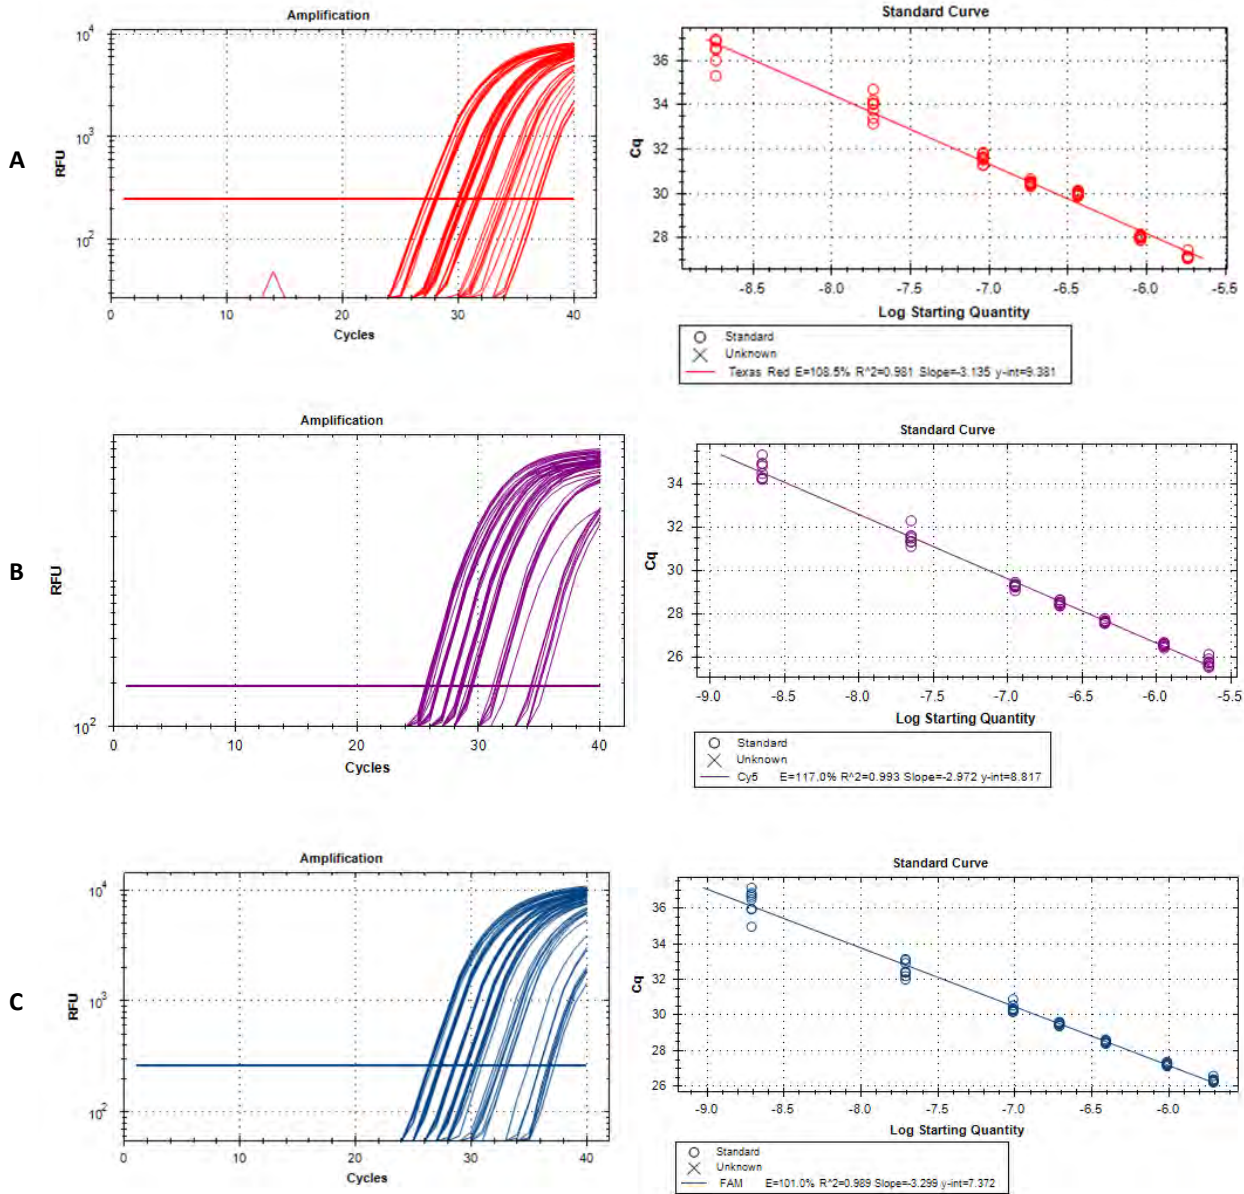 A
Amplification
RFU
10^4
10^3
10^2
0 10 20 30 40
Cycles
Standard Curve
Cq
36
34
32
30
28
-8.5 -8.0 -7.5 -7.0 -6.5 -6.0 -5.5
Log Starting Quantity
Standard
Unknown
Texas Red E=108.5% R^2=0.981 Slope=-3.135 y-int=9.381
B
Amplification
RFU
10^2
0 10 20 30 40
Cycles
Standard Curve
Cq
34
32
30
28
26
-9.0 -8.5 -8.0 -7.5 -7.0 -6.5 -6.0 -5.5
Log Starting Quantity
Standard
Unknown
Cy5 E=117.0% R^2=0.993 Slope=-2.972 y-int=8.817
C
Amplification
RFU
10^4
10^3
10^2
0 10 20 30 40
Cycles
Standard Curve
Cq
36
34
32
30
28
26
-9.0 -8.5 -8.0 -7.5 -7.0 -6.5 -6.0
Log Starting Quantity
Standard
Unknown
FAM E=101.0% R^2=0.989 Slope=-3.299 y-int=7.372